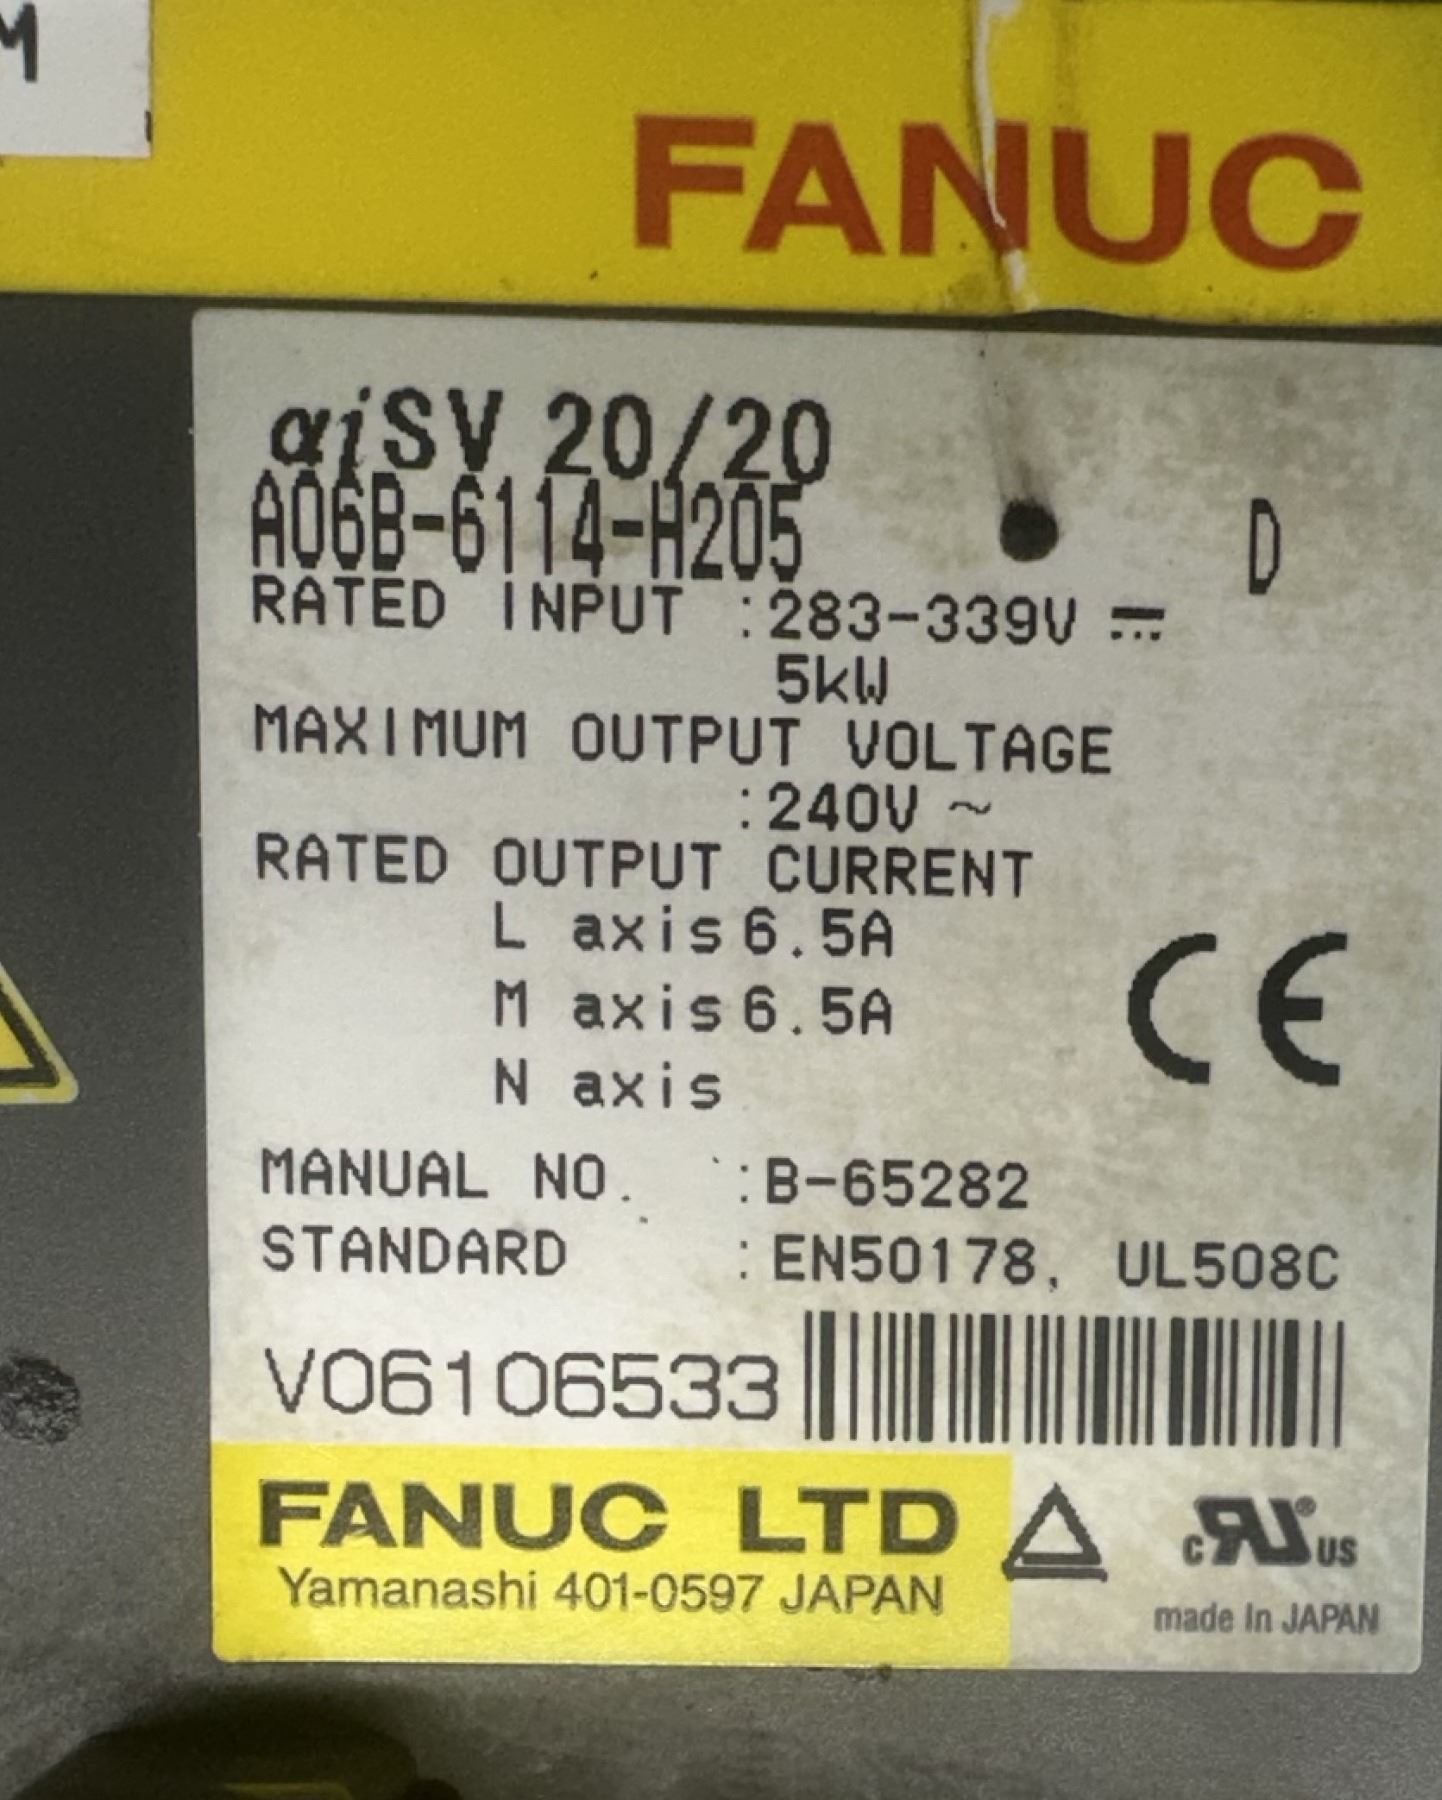 M
FANUC
αiSV 20/20
A06B-6114-H205 D
RATED INPUT :283-339V ⎓
5kW
MAXIMUM OUTPUT VOLTAGE
:240V ~
RATED OUTPUT CURRENT
L axis 6.5A
M axis 6.5A
N axis
CE
MANUAL NO. :B-65282
STANDARD :EN50178, UL508C
V06106533
FANUC LTD
Yamanashi 401-0597 JAPAN
c RU® US
made In JAPAN